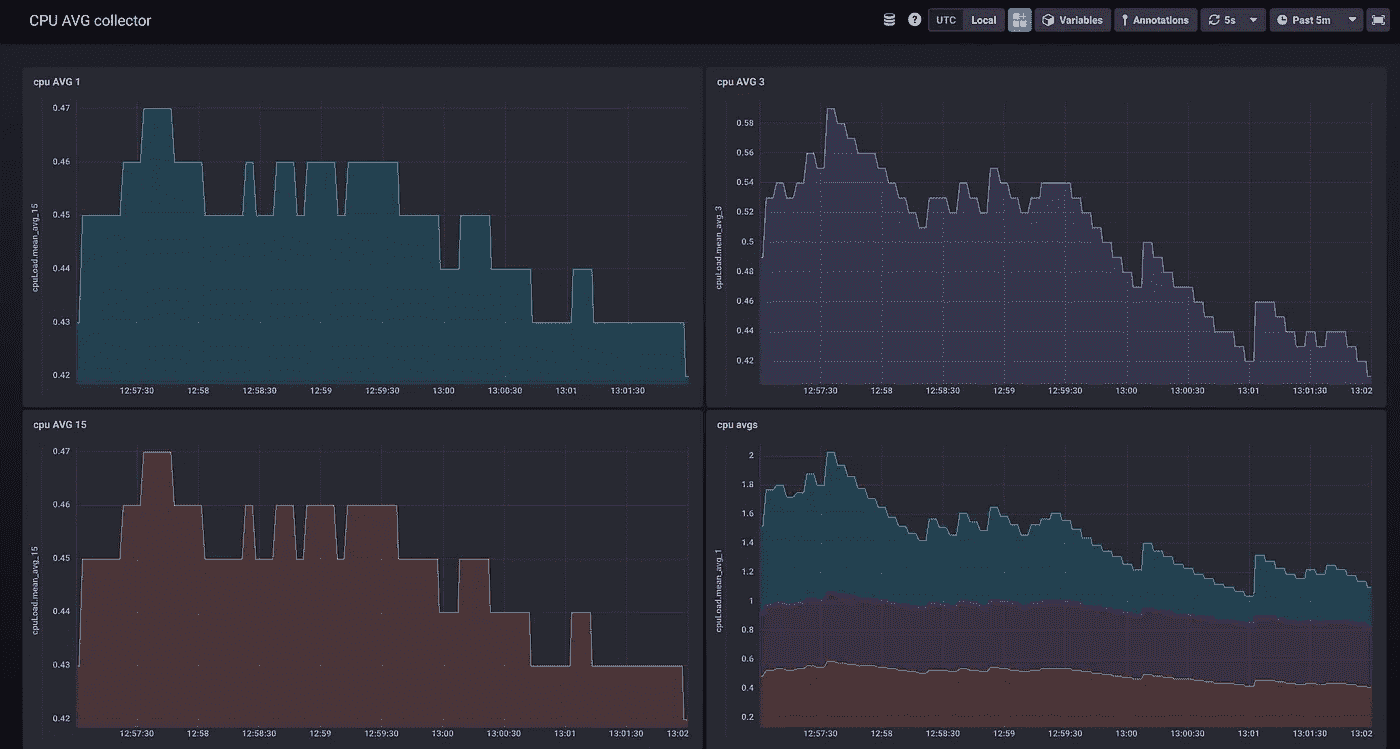 CPU AVG collector
? UTC Local Variables Annotations 5s Past 5m
cpu AVG 1
cpuLoad.mean_avg_15
0.47
0.46
0.45
0.44
0.43
0.42
12:57:30 12:58 12:58:30 12:59 12:59:30 13:00 13:00:30 13:01 13:01:30
cpu AVG 3
cpuLoad.mean_avg_3
0.58
0.56
0.54
0.52
0.5
0.48
0.46
0.44
0.42
12:57:30 12:58 12:58:30 12:59 12:59:30 13:00 13:00:30 13:01 13:01:30 13:02
cpu AVG 15
cpuLoad.mean_avg_15
0.47
0.46
0.45
0.44
0.43
0.42
12:57:30 12:58 12:58:30 12:59 12:59:30 13:00 13:00:30 13:01 13:01:30 13:02
cpu avgs
cpuLoad.mean_avg_1
2
1.8
1.6
1.4
1.2
1
0.8
0.6
0.4
0.2
12:57:30 12:58 12:58:30 12:59 12:59:30 13:00 13:00:30 13:01 13:01:30 13:02